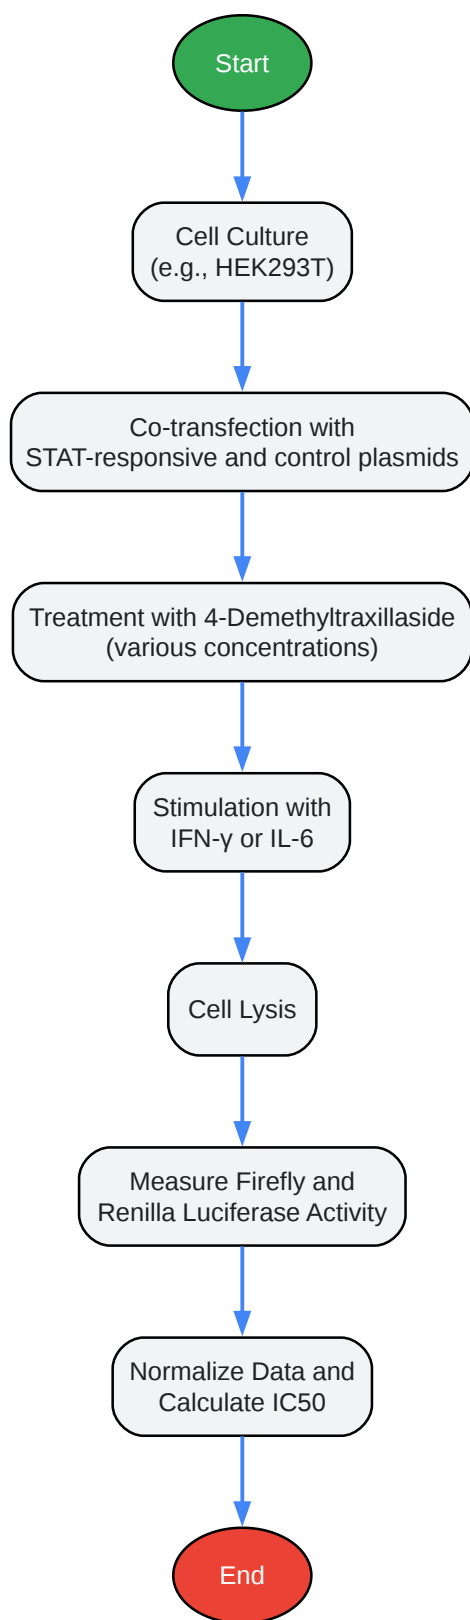 Start
Cell Culture
(e.g., HEK293T)
Co-transfection with
STAT-responsive and control plasmids
Treatment with 4-Demethyltraxillaside
(various concentrations)
Stimulation with
IFN-γ or IL-6
Cell Lysis
Measure Firefly and
Renilla Luciferase Activity
Normalize Data and
Calculate IC50
End